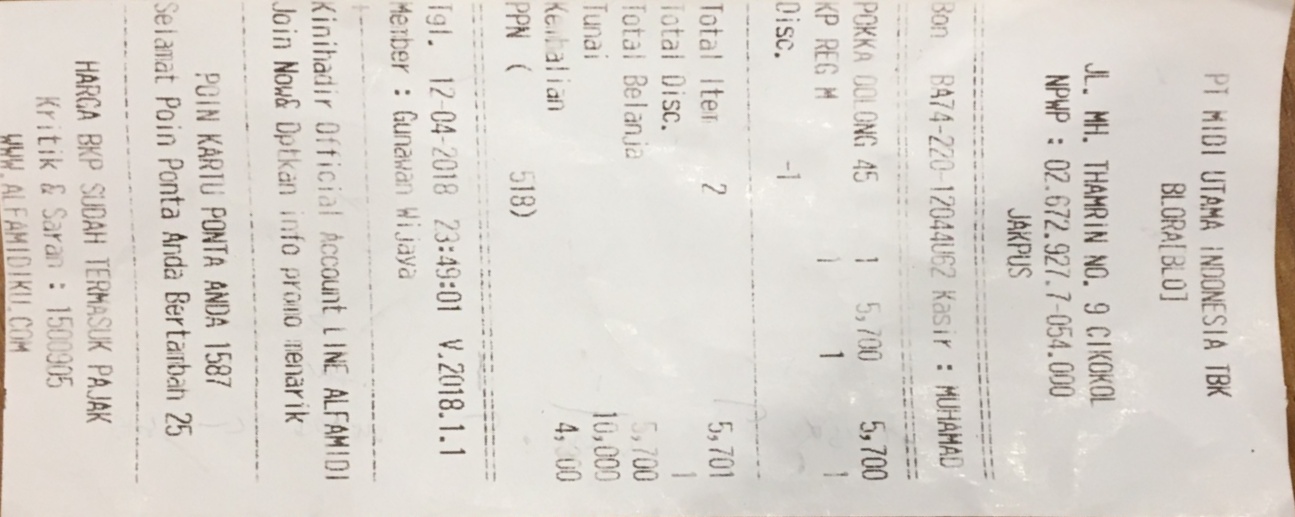 PT MIDI UTAMA INDONESIA TBK
BLORA[BLO]
JL. MH. THAMRIN NO. 9 CIKOKOL
NPWP : 02.672.927.7-054.000
JAKPUS
Bon BA74-220-12044U62 Kasir : MUHAMAD
POKKA OOLONG 45 1 5,700 5,700
KP REG M 1 1 1
Disc. -1
Total Item 2 5,701
Total Disc. 1
Total Belanja 5,700
Tunai 10,000
Kembalian
PPN ( 518)
Tgl. 12-04-2018 23:49:01 V.2018.1.1
Member : Gunawan Wijaya
Kinihadir Official Account LINE ALFAMIDI
Join Now& Dptkan info promo menarik
POIN KARTU PONTA ANDA 1587
Selamat Poin Ponta Anda Bertambah 25
HARGA BKP SUDAH TERMASUK PAJAK
Kritik & Saran : 1500905
WWW.ALFAMIDIKU.COM